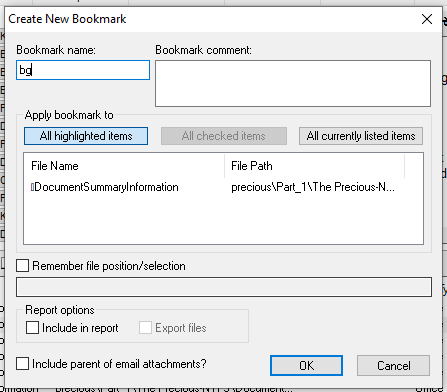 Create New Bookmark
Bookmark name:
Bookmark comment:
bg
Apply bookmark to
All highlighted items
All checked items
All currently listed items
File Name
File Path
DocumentSummaryInformation
precious\Part_1\The Precious-N...
Remember file position/selection
Report options
Include in report
Export files
Include parent of email attachments?
OK
Cancel